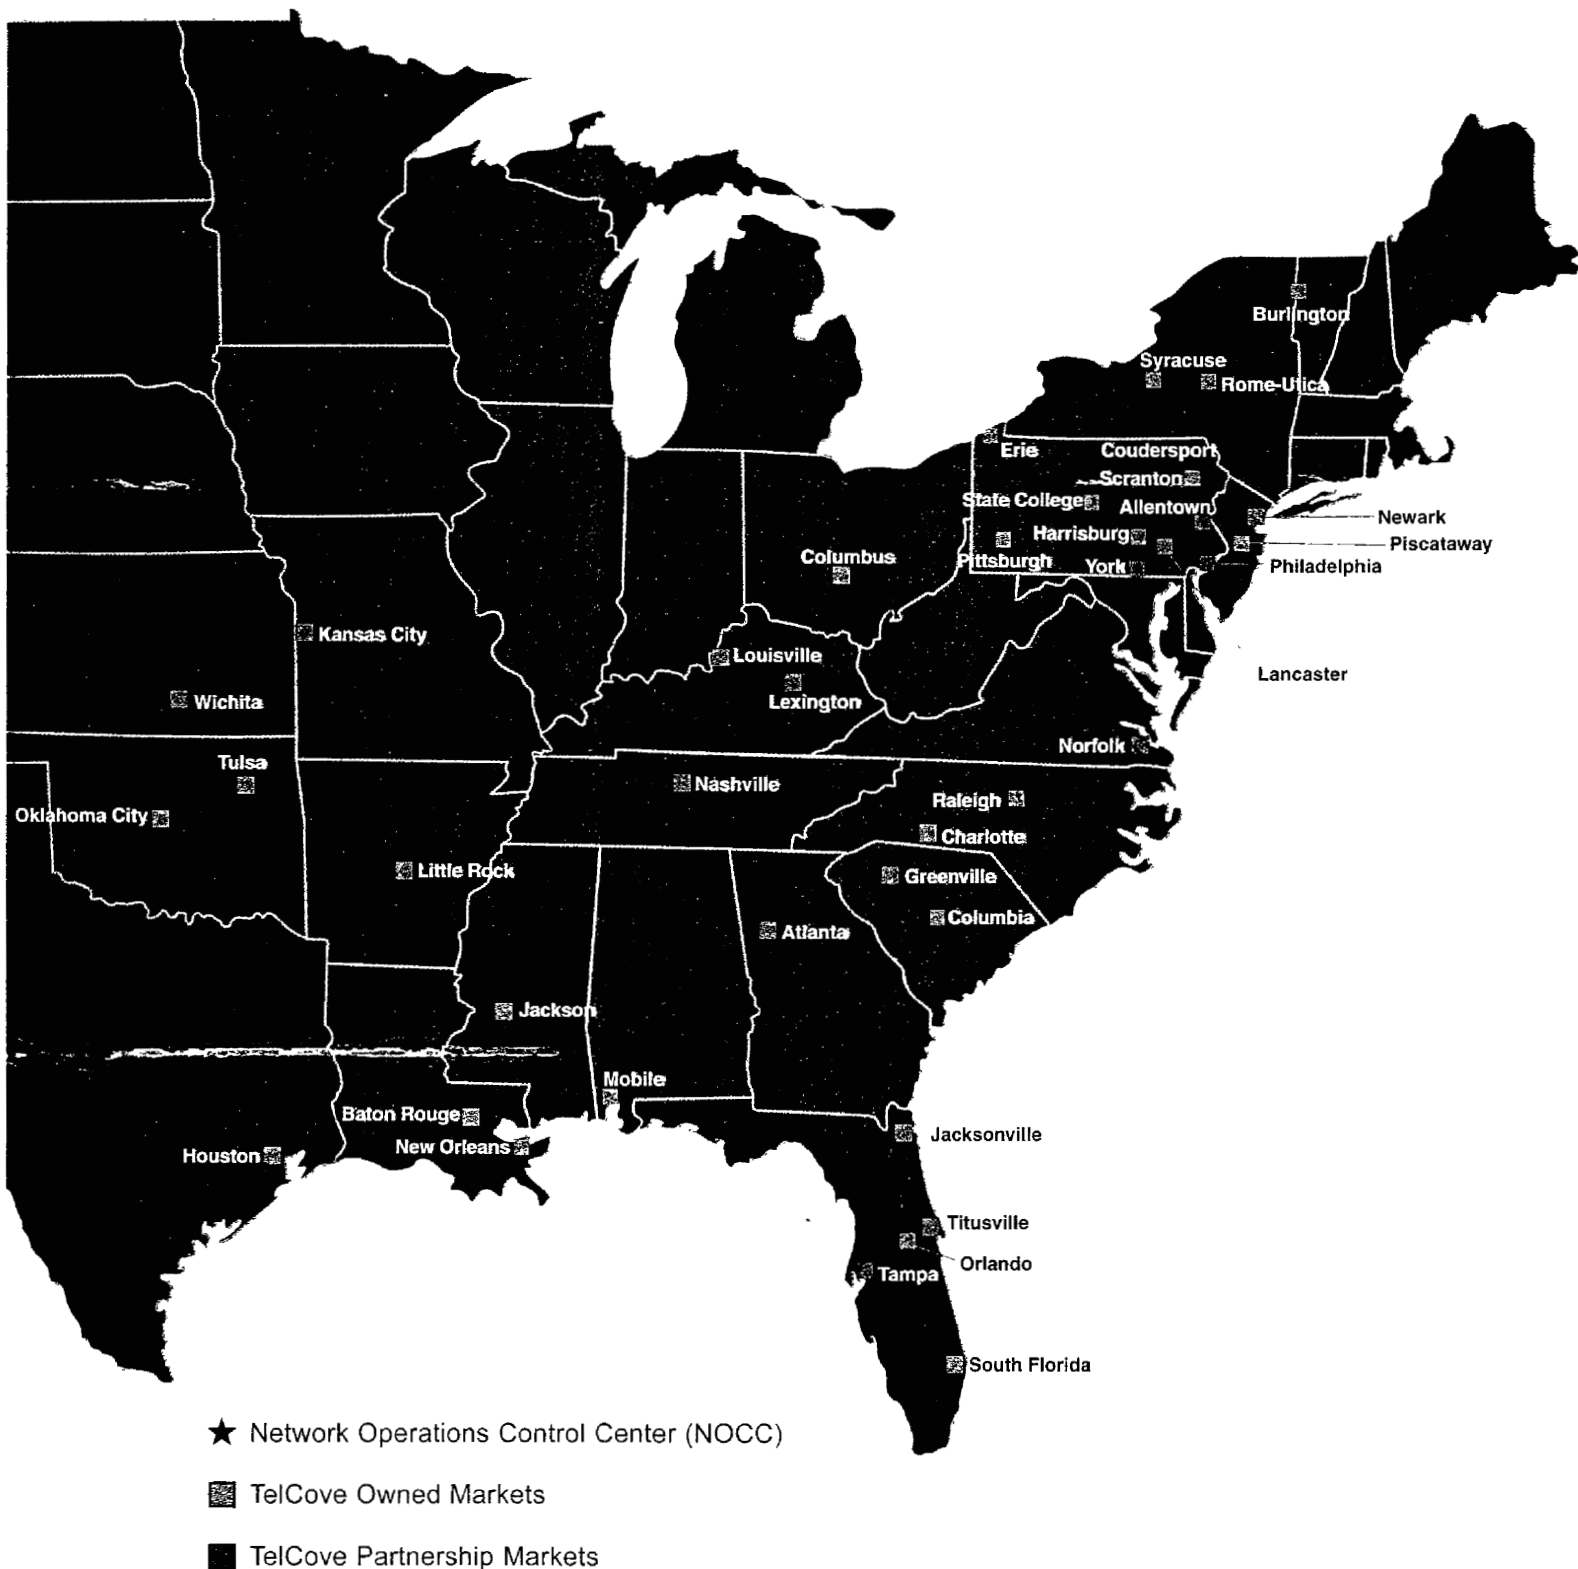 Burlington
Syracuse
Rome-Utica
Erie
Coudersport
Scranton
State College
Allentown
Newark
Harrisburg
Piscataway
Columbus
Pittsburgh
York
Philadelphia
Kansas City
Louisville
Lancaster
Wichita
Lexington
Norfolk
Tulsa
Nashville
Raleigh
Oklahoma City
Charlotte
Little Rock
Greenville
Columbia
Atlanta
Jackson
Mobile
Baton Rouge
Jacksonville
New Orleans
Houston
Titusville
Orlando
Tampa
South Florida
Network Operations Control Center (NOCC)
TelCove Owned Markets
TelCove Partnership Markets